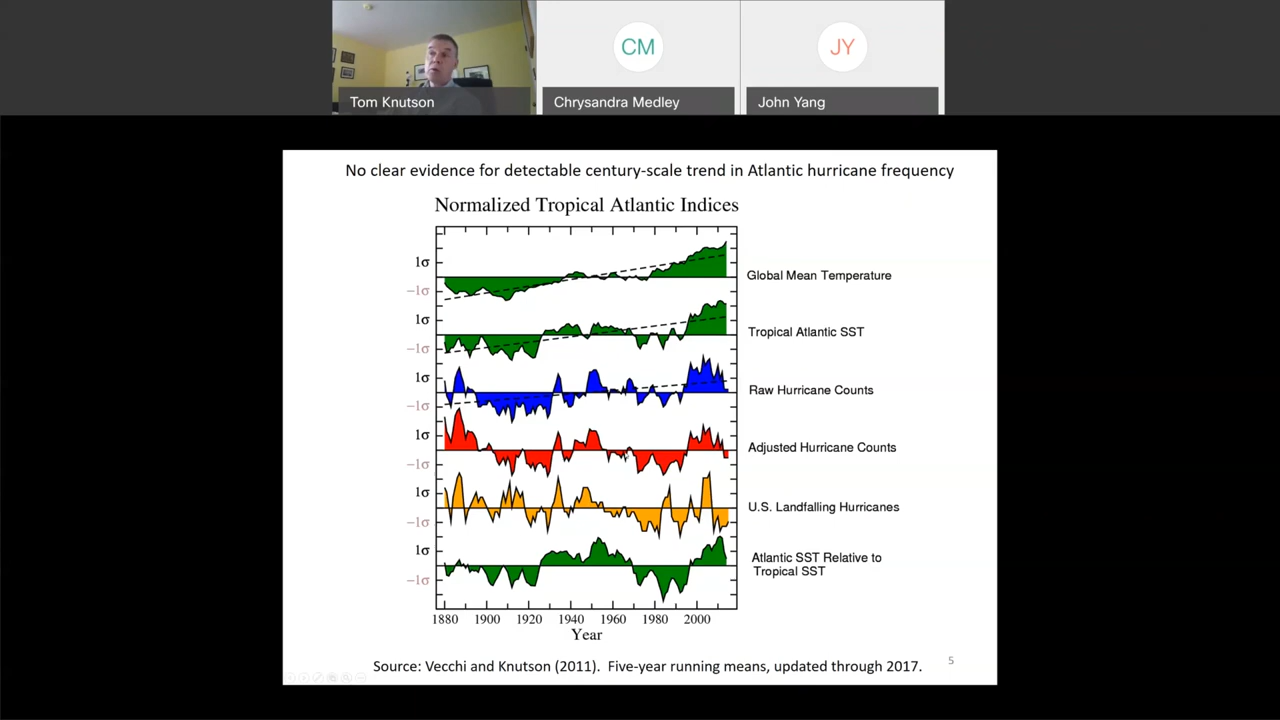 CM
JY
Tom Knutson
Chrysandra Medley
John Yang
No clear evidence for detectable century-scale trend in Atlantic hurricane frequency
Normalized Tropical Atlantic Indices
1σ
−1σ
Global Mean Temperature
1σ
−1σ
Tropical Atlantic SST
1σ
−1σ
Raw Hurricane Counts
1σ
−1σ
Adjusted Hurricane Counts
1σ
−1σ
U.S. Landfalling Hurricanes
1σ
−1σ
Atlantic SST Relative to
Tropical SST
1880 1900 1920 1940 1960 1980 2000
Year
Source: Vecchi and Knutson (2011). Five-year running means, updated through 2017.
5